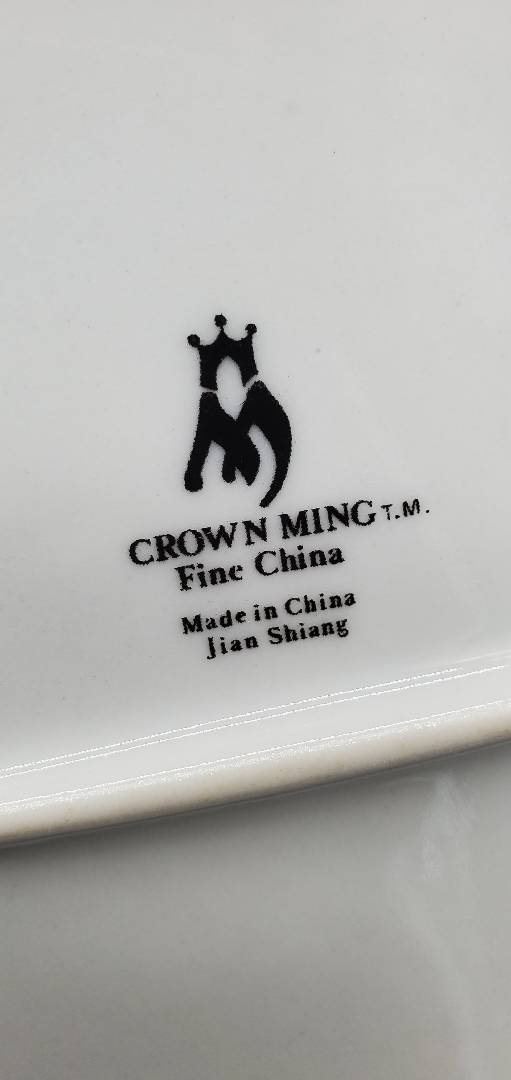 CROWN MING T.M.
Fine China
Made in China
Jian Shiang